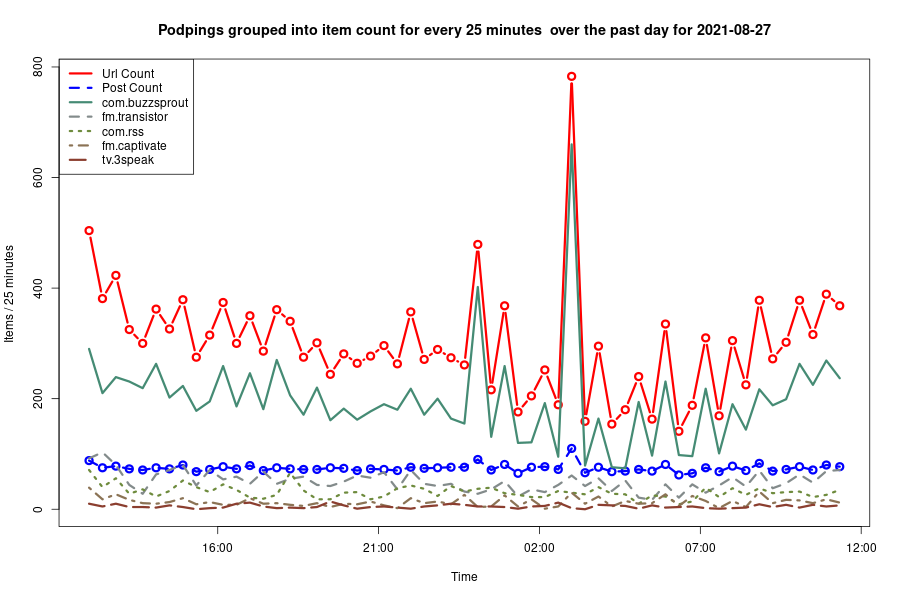 Podpings grouped into item count for every 25 minutes  over the past day for 2021-08-27
Url Count
Post Count
com.buzzsprout
fm.transistor
com.rss
fm.captivate
tv.3speak
Items / 25 minutes
800
600
400
200
0
16:00
21:00
02:00
07:00
12:00
Time